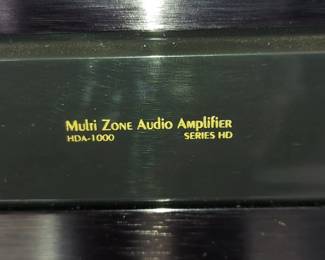 Multi Zone Audio Amplifier
HDA-1000 SERIES HD